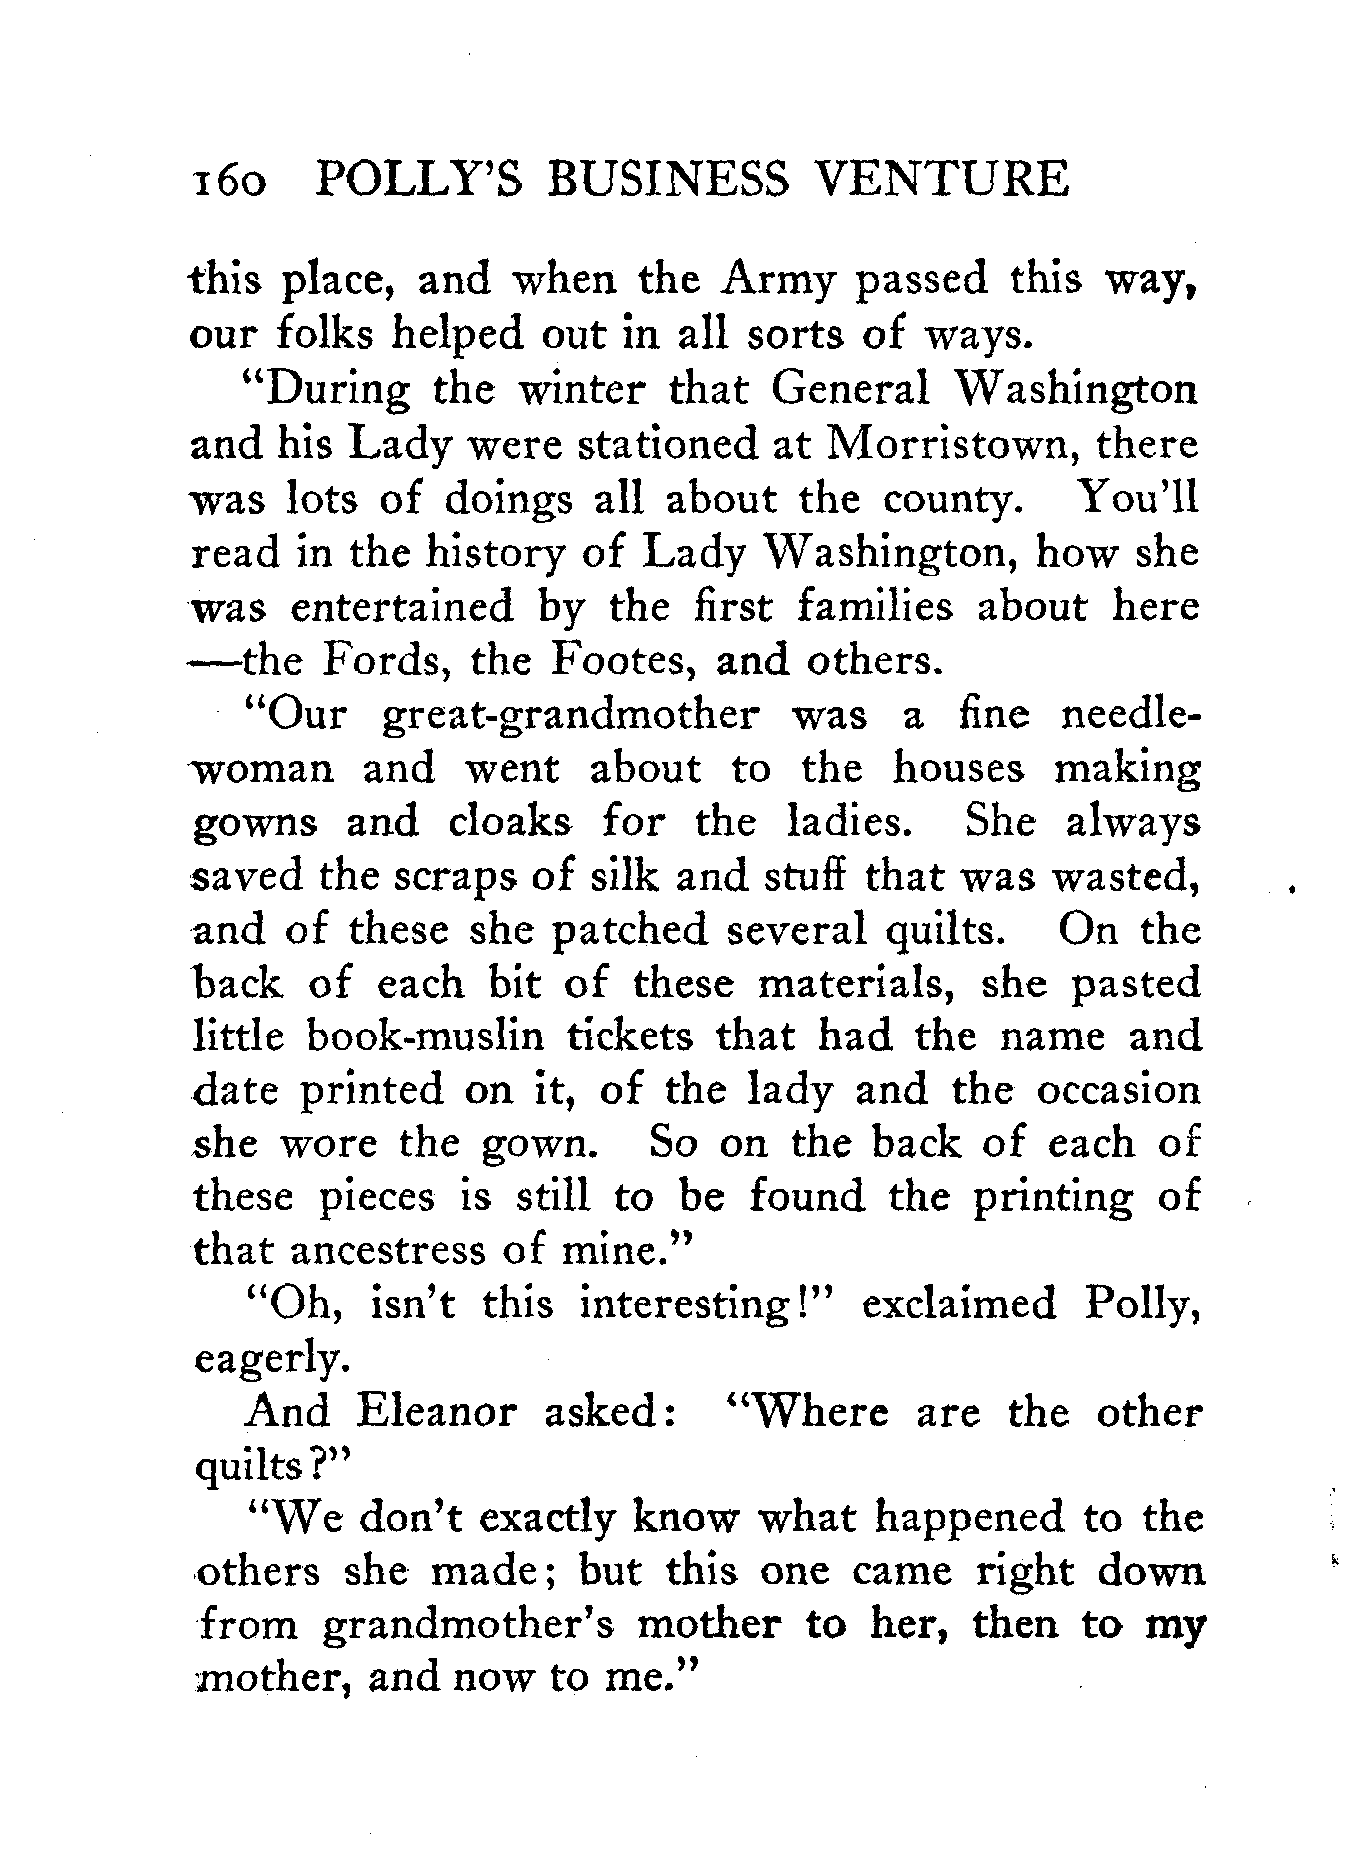 160 POLLY'S BUSINESS VENTURE
this place, and when the Army passed this way,
our folks helped out in all sorts of ways.
“During the winter that General Washington
and his Lady were stationed at Morristown, there
was lots of doings all about the county. You'll
read in the history of Lady Washington, how she
was entertained by the first families about here
—the Fords, the Footes, and others.
“Our great-grandmother was a fine needle-
woman and went about to the houses making
gowns and cloaks for the ladies. She always
saved the scraps of silk and stuff that was wasted,
and of these she patched several quilts. On the
back of each bit of these materials, she pasted
little book-muslin tickets that had the name and
date printed on it, of the lady and the occasion
she wore the gown. So on the back of each of
these pieces is still to be found the printing of
that ancestress of mine.”
“Oh, isn't this interesting!” exclaimed Polly,
eagerly.
And Eleanor asked: “Where are the other
quilts?”
“We don't exactly know what happened to the
others she made; but this one came right down
from grandmother's mother to her, then to my
mother, and now to me.”